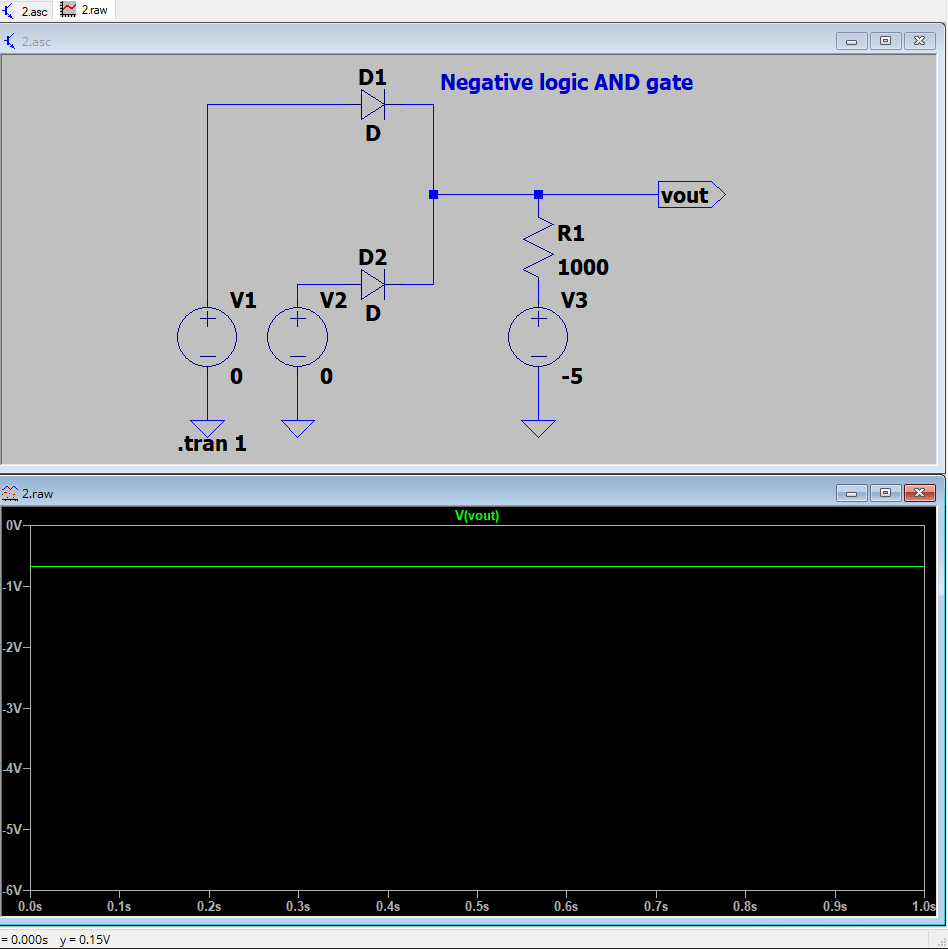 2.asc 2.raw
2.asc
D1
Negative logic AND gate
D
vout
R1
D2
1000
V1 V2 V3
D
0 0 -5
.tran 1
2.raw
V(vout)
0V
-1V
-2V
-3V
-4V
-5V
-6V
0.0s 0.1s 0.2s 0.3s 0.4s 0.5s 0.6s 0.7s 0.8s 0.9s 1.0s
= 0.000s y = 0.15V